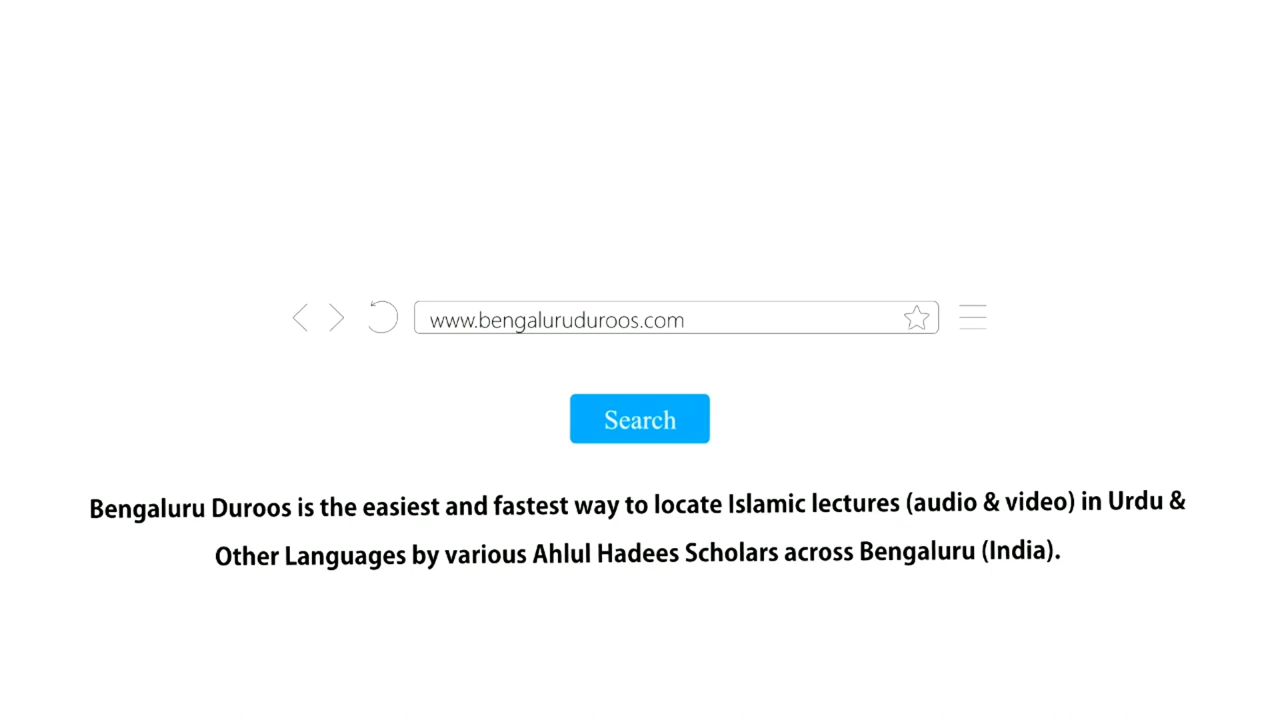 www.bengaluruduroos.com
Search
Bengaluru Duroos is the easiest and fastest way to locate Islamic lectures (audio & video) in Urdu &
Other Languages by various Ahlul Hadees Scholars across Bengaluru (India).